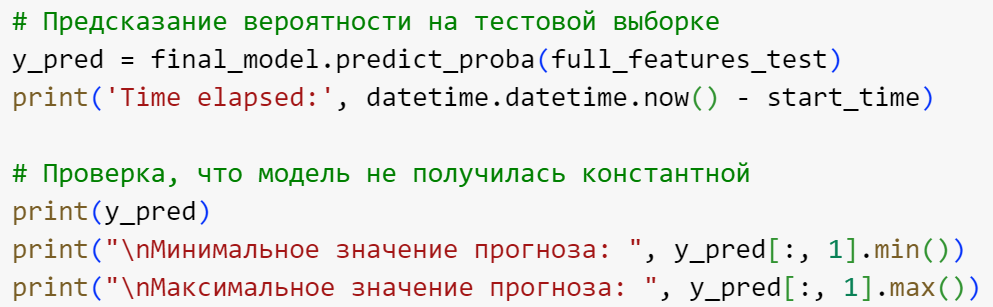 # Предсказание вероятности на тестовой выборке
y_pred = final_model.predict_proba(full_features_test)
print('Time elapsed:', datetime.datetime.now() - start_time)
# Проверка, что модель не получилась константной
print(y_pred)
print("\nМинимальное значение прогноза: ", y_pred[:, 1].min())
print("\nМаксимальное значение прогноза: ", y_pred[:, 1].max())